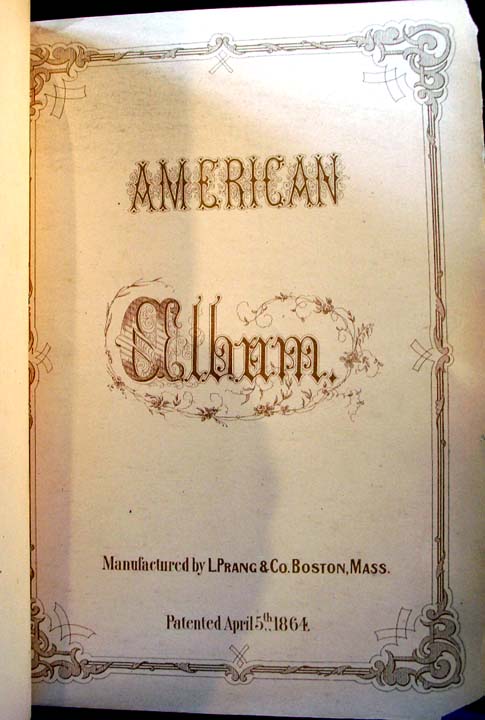 AMERICAN
Album.
Manufactured by L. PRANG & CO. BOSTON, MASS.
Patented April 5th. 1864.